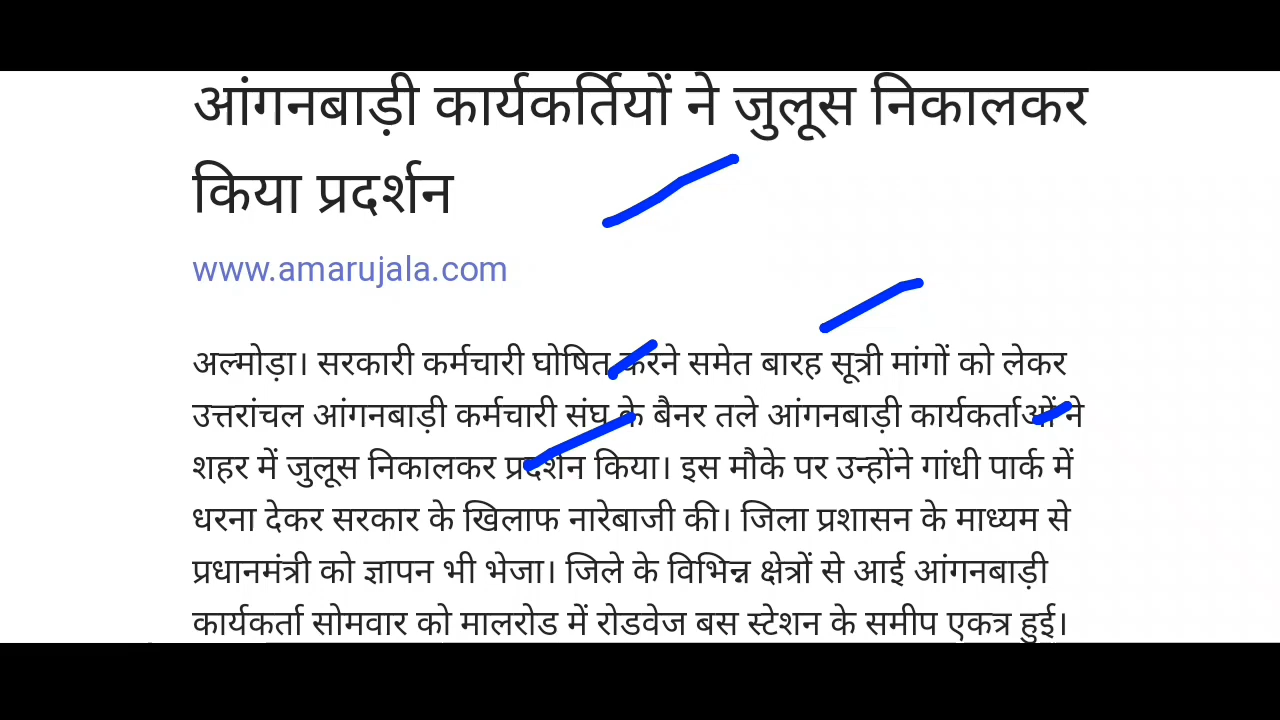 आंगनबाड़ी कार्यकर्तियों ने जुलूस निकालकर
किया प्रदर्शन
www.amarujala.com
अल्मोड़ा। सरकारी कर्मचारी घोषित करने समेत बारह सूत्री मांगों को लेकर
उत्तरांचल आंगनबाड़ी कर्मचारी संघ के बैनर तले आंगनबाड़ी कार्यकर्ताओं ने
शहर में जुलूस निकालकर प्रदर्शन किया। इस मौके पर उन्होंने गांधी पार्क में
धरना देकर सरकार के खिलाफ नारेबाजी की। जिला प्रशासन के माध्यम से
प्रधानमंत्री को ज्ञापन भी भेजा। जिले के विभिन्न क्षेत्रों से आई आंगनबाड़ी
कार्यकर्ता सोमवार को मालरोड में रोडवेज बस स्टेशन के समीप एकत्र हुई।